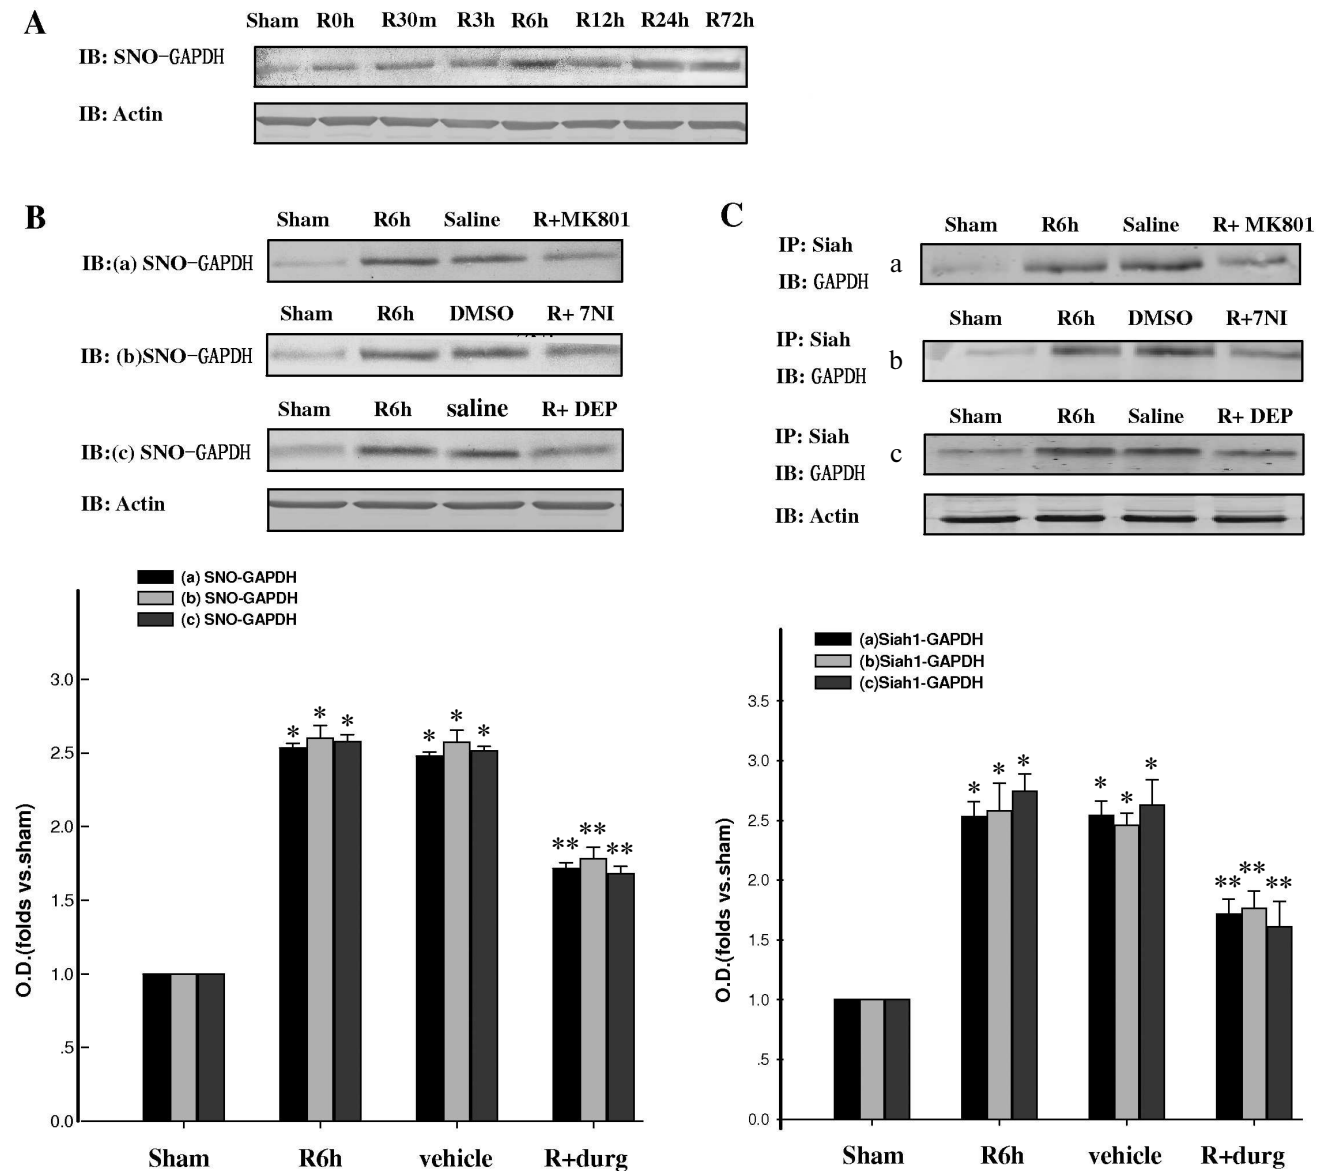 A
Sham R0h R30m R3h R6h R12h R24h R72h
IB: SNO-GAPDH
IB: Actin
B
Sham R6h Saline R+MK801
IB:(a) SNO-GAPDH
Sham R6h DMSO R+ 7NI
IB: (b)SNO-GAPDH
Sham R6h saline R+ DEP
IB:(c) SNO-GAPDH
IB: Actin
(a) SNO-GAPDH
(b) SNO-GAPDH
(c) SNO-GAPDH
O.D.(folds vs.sham)
3.0
2.5
2.0
1.5
1.0
.5
0.0
* * * * * * ** ** **
Sham R6h vehicle R+durg
C
Sham R6h Saline R+ MK801
IP: Siah
a
IB: GAPDH
Sham R6h DMSO R+7NI
IP: Siah
b
IB: GAPDH
Sham R6h Saline R+ DEP
IP: Siah
c
IB: GAPDH
IB: Actin
(a)Siah1-GAPDH
(b)Siah1-GAPDH
(c)Siah1-GAPDH
O.D.(folds vs.sham)
3.5
3.0
2.5
2.0
1.5
1.0
.5
0.0
* * * * * * ** ** **
Sham R6h vehicle R+durg